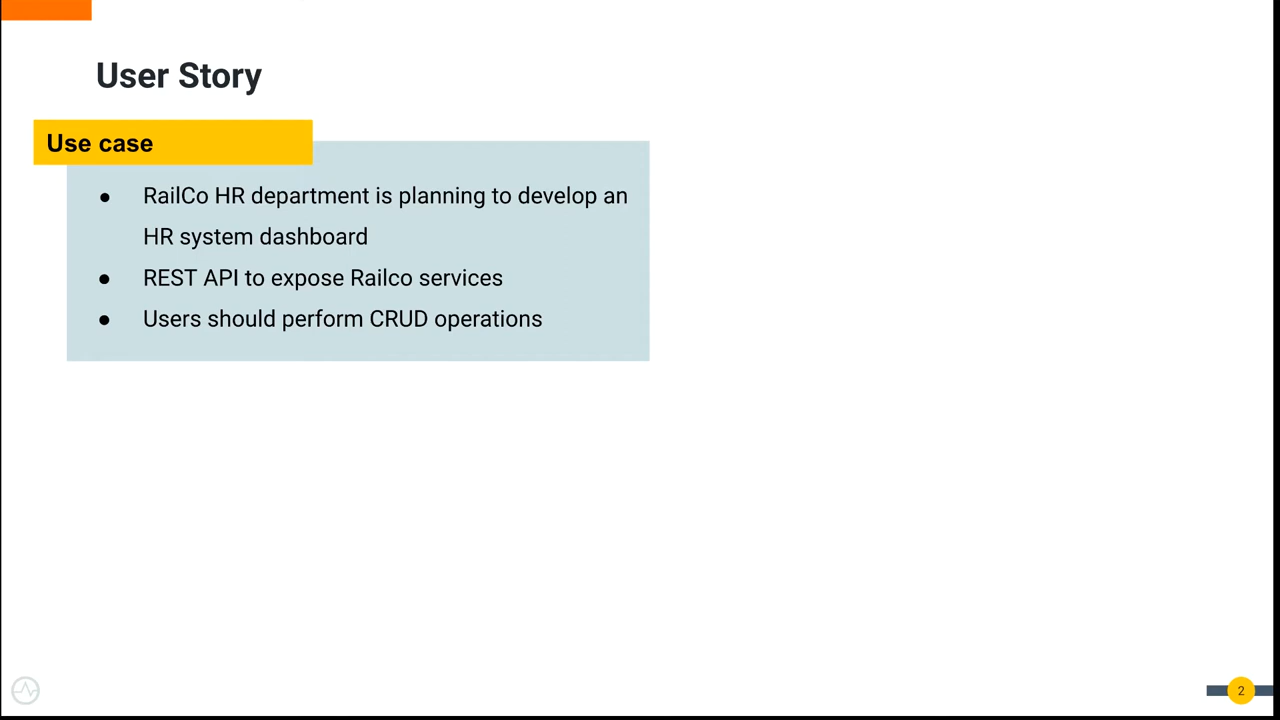 User Story
Use case
● RailCo HR department is planning to develop an
HR system dashboard
● REST API to expose Railco services
● Users should perform CRUD operations
2